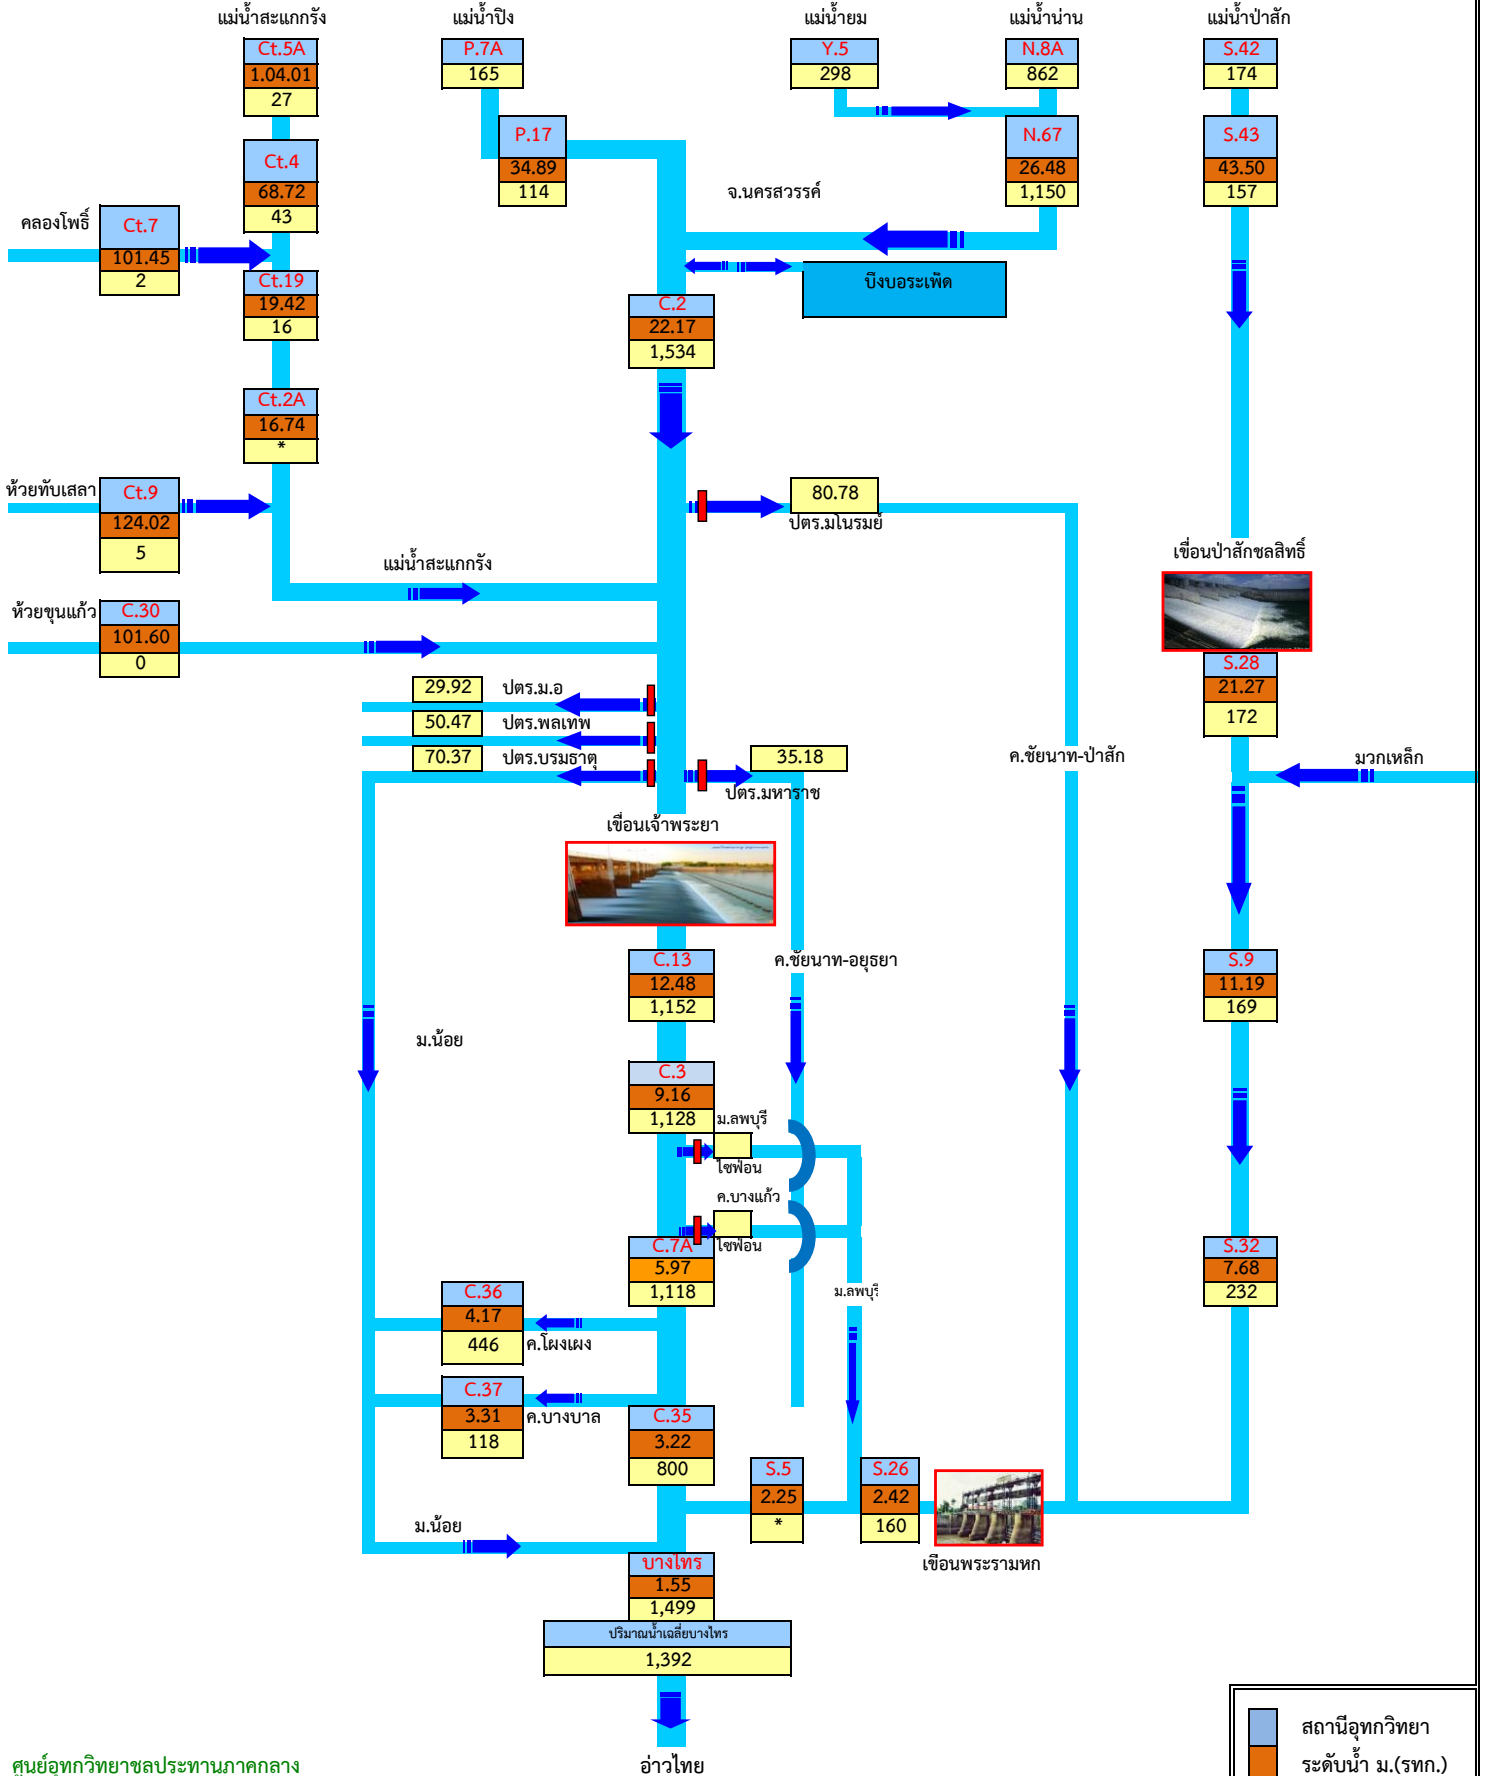 แม่น้ำสะแกกรัง แม่น้ำปิง แม่น้ำยม แม่น้ำน่าน แม่น้ำป่าสัก
Ct.5A P.7A Y.5 N.8A S.42
1.04.01 165 298 862 174
27
P.17 N.67 S.43
Ct.4 34.89 26.48 43.50
68.72 114 จ.นครสวรรค์ 1,150 157
43
คลองโพธิ์ Ct.7
101.45
2
Ct.19 บึงบอระเพ็ด
19.42
16
C.2
22.17
1,534
Ct.2A
16.74
*
ห้วยทับเสลา Ct.9 80.78
124.02 ปตร.มโนรมย์
5
แม่น้ำสะแกกรัง เขื่อนป่าสักชลสิทธิ์
ห้วยขุนแก้ว C.30
101.60
0
S.28
29.92 ปตร.ม.อ 21.27
50.47 ปตร.พลเทพ 172
70.37 ปตร.บรมธาตุ 35.18 ค.ชัยนาท-ป่าสัก มวกเหล็ก
ปตร.มหาราช
เขื่อนเจ้าพระยา
C.13 ค.ชัยนาท-อยุธยา S.9
12.48 11.19
1,152 169
ม.น้อย
C.3
9.16
1,128 ม.ลพบุรี
ไซฟ่อน
ค.บางแก้ว
C.7A ไซฟ่อน S.32
5.97 7.68
1,118 ม.ลพบุรี 232
C.36
4.17
446 ค.โผงเผง
C.37
3.31 ค.บางบาล C.35
118 3.22
800 S.5 S.26
2.25 2.42
* 160
ม.น้อย
เขือนพระรามหก
บางไทร
1.55
1,499
ปริมาณน้ำเฉลี่ยบางไทร
1,392
สถานีอุทกวิทยา
ระดับน้ำ ม.(รทก.)
ศูนย์อุทกวิทยาชลประทานภาคกลาง อ่าวไทย